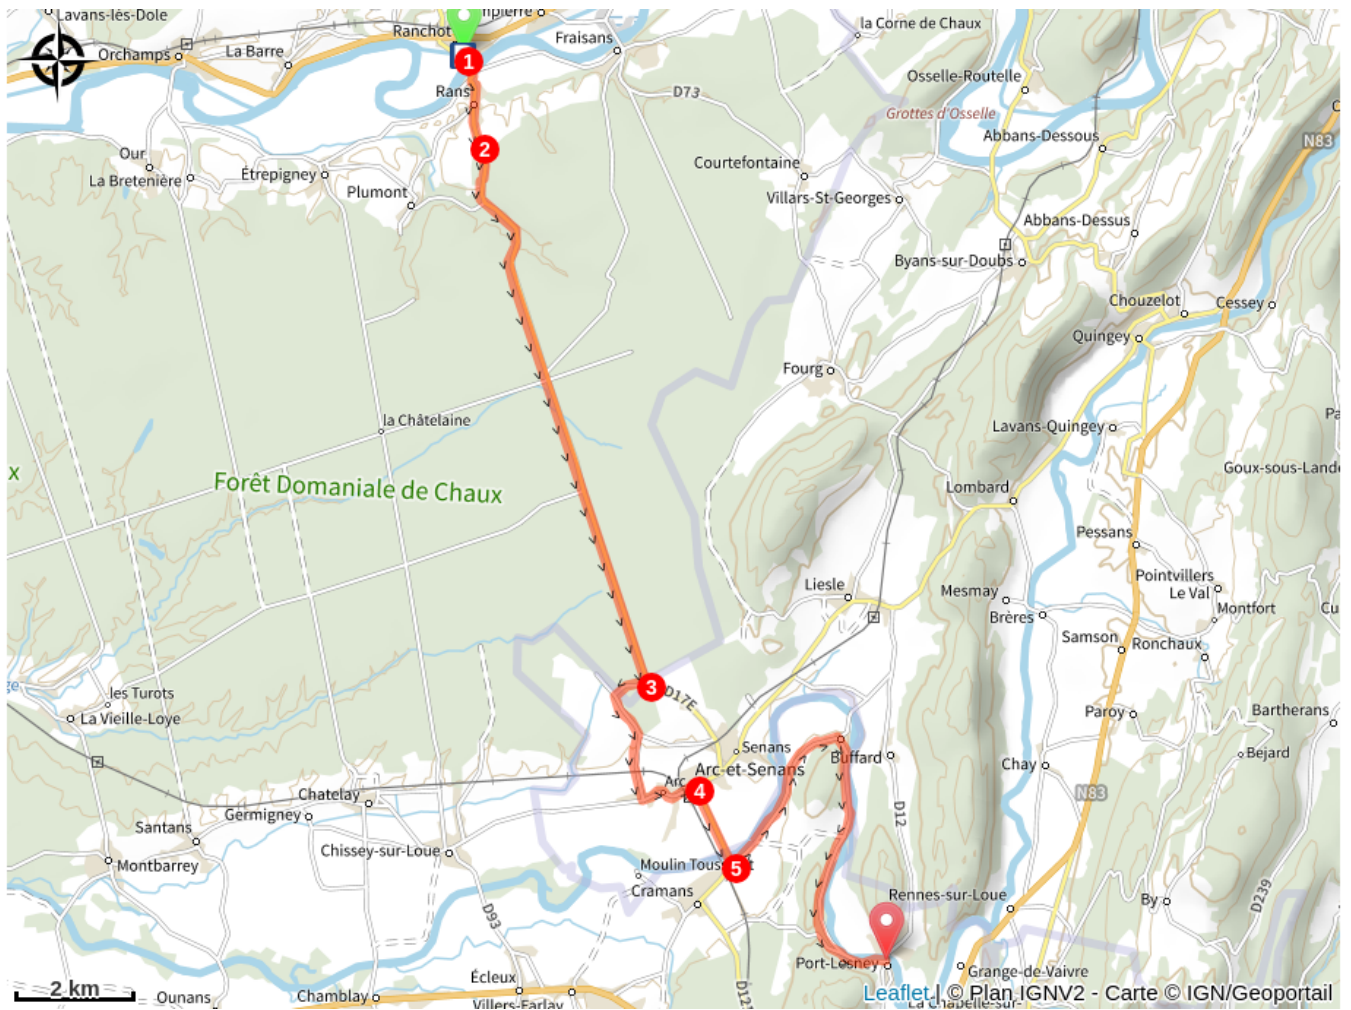 Lavans-lès-Dole
Ranchot
Fraisans
la Corne de Chaux
Orchamps
La Barre
1
Osselle-Routelle
Rans
D73
Grottes d'Osselle
Abbans-Dessous
N83
2
Our
Courtefontaine
La Bretenière
Étrepigney
Plumont
Villars-St-Georges
Abbans-Dessus
Byans-sur-Doubs
Chouzelot
Cessey
Quingey
Fourg
la Châtelaine
Lavans-Quingey
Forêt Domaniale de Chaux
Goux-sous-Lande
Lombard
Pessans
Liesle
Mesmay
Pointvillers
Le Val
Montfort
Brères
Samson
Ronchaux
les Turots
La Vieille-Loye
3
D17E
Paroy
Bartherans
Senans
Buffard
Bejard
Chay
Arc-et-Senans
Arc
4
Chatelay
Germigney
N83
D12
Santans
Chissey-sur-Loue
Montbarrey
Moulin Tous
5
Cramans
Rennes-sur-Loue
By
D239
D93
Port-Lesney
Grange-de-Vaivre
Écleux
2 km
Ounans
Chamblay
Villers-Farlay
D121
Leaflet | © Plan IGNV2 - Carte © IGN/Geoportail